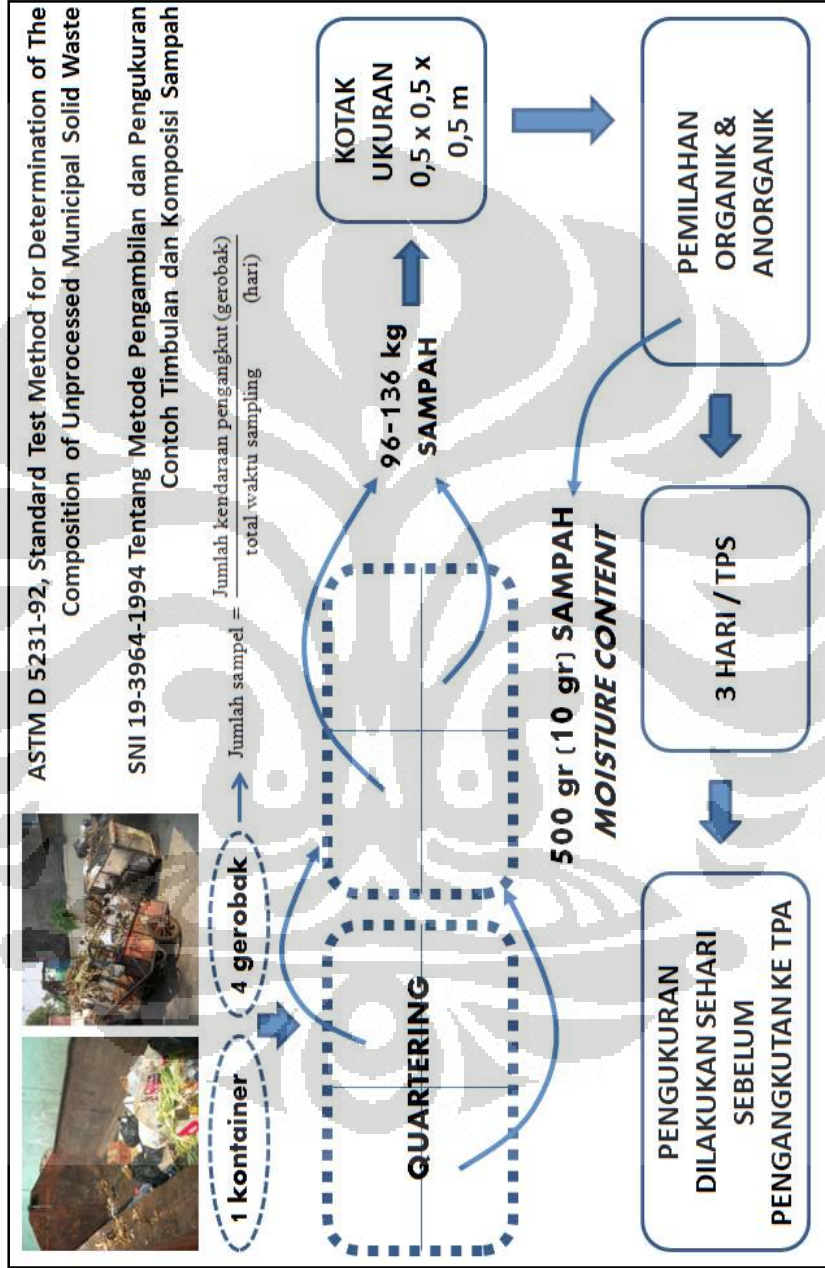 ASTM D 5231-92, Standard Test Method for Determination of The
Composition of Unprocessed Municipal Solid Waste
SNI 19-3964-1994 Tentang Metode Pengambilan dan Pengukuran
Contoh Timbulan dan Komposisi Sampah
1 kontainer
4 gerobak
Jumlah sampel = Jumlah kendaraan pengangkut (gerobak)
total waktu sampling (hari)
QUARTERING
96-136 kg
SAMPAH
KOTAK
UKURAN
0,5 x 0,5 x
0,5 m
500 gr (10 gr) SAMPAH
MOISTURE CONTENT
PEMILAHAN
ORGANIK &
ANORGANIK
3 HARI / TPS
PENGUKURAN
DILAKUKAN SEHARI
SEBELUM
PENGANGKUTAN KE TPA